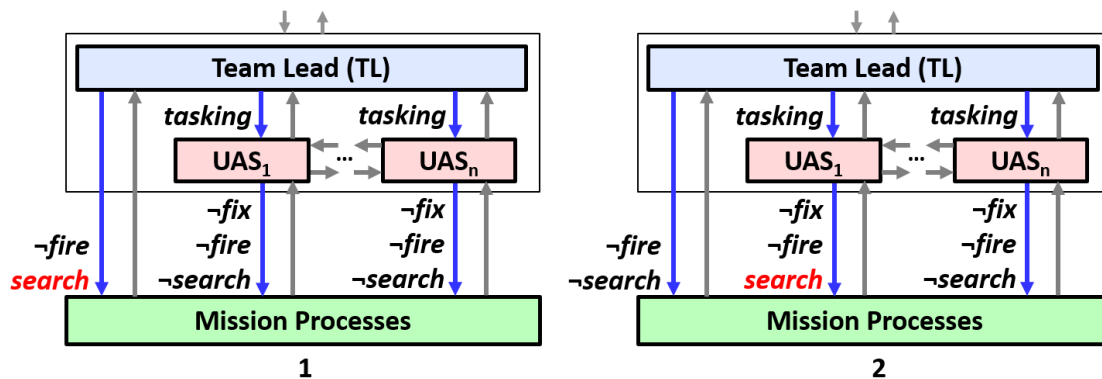 Team Lead (TL)
tasking
tasking
UAS1
...
UASn
¬fire
search
¬fix
¬fire
¬search
¬fix
¬fire
¬search
Mission Processes
1
Team Lead (TL)
tasking
tasking
UAS1
...
UASn
¬fire
¬search
¬fix
¬fire
search
¬fix
¬fire
¬search
Mission Processes
2